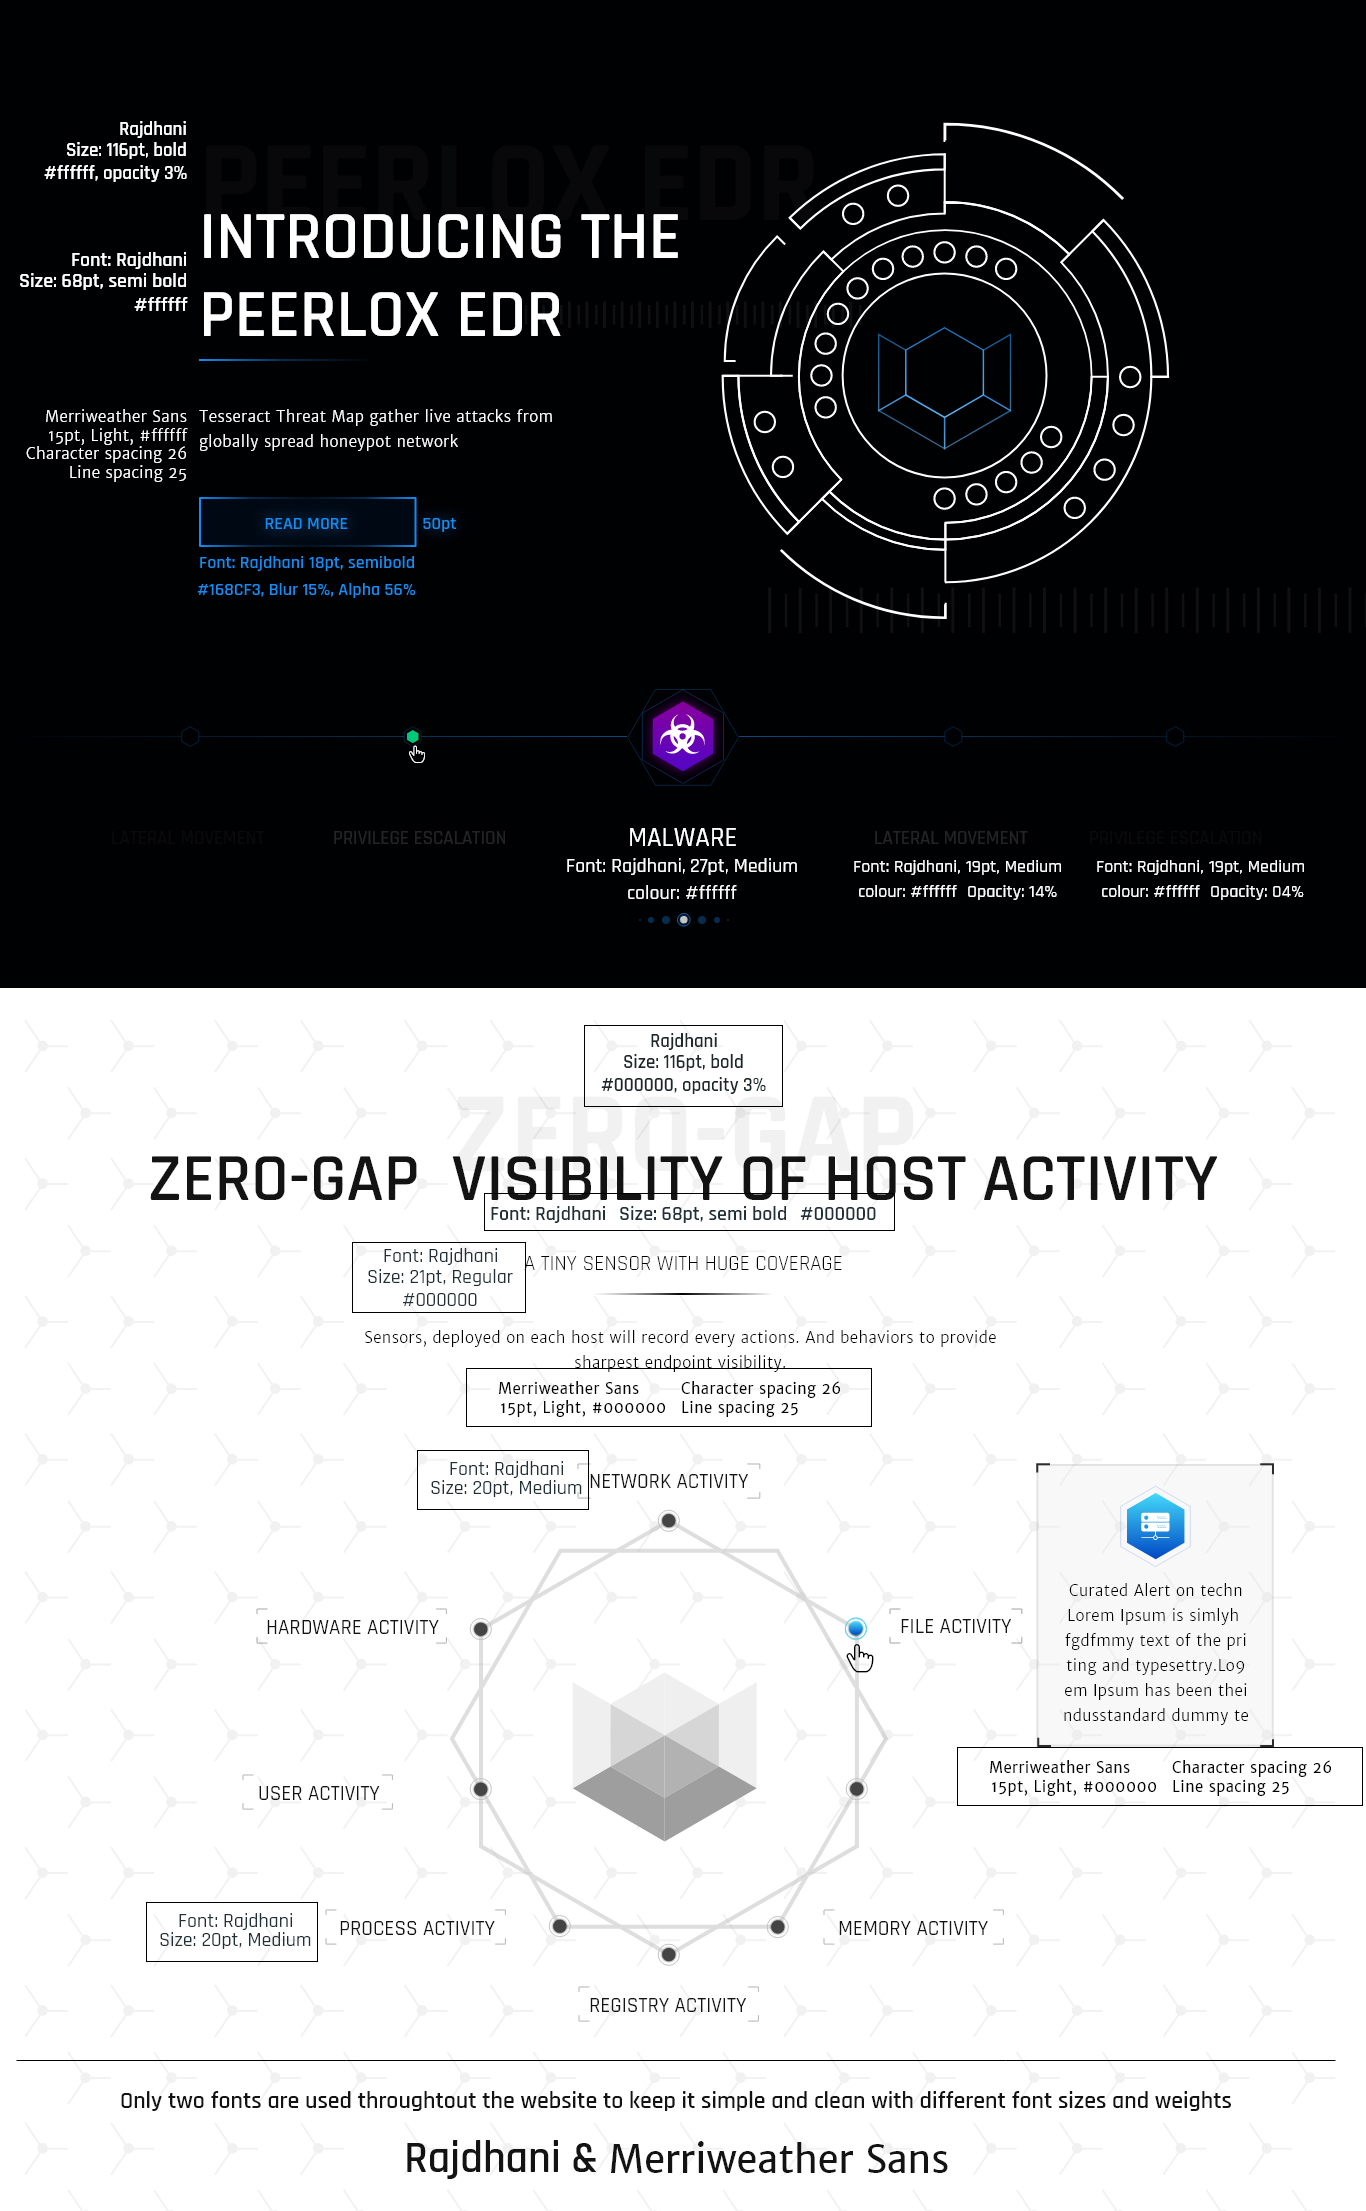 Rajdhani
Size: 116pt, bold
#ffffff, opacity 3%
PEERLOX EDR
Font: Rajdhani
Size: 68pt, semi bold
#ffffff
INTRODUCING THE
PEERLOX EDR
Merriweather Sans
15pt, Light, #ffffff
Character spacing 26
Line spacing 25
Tesseract Threat Map gather live attacks from
globally spread honeypot network
READ MORE
50pt
Font: Rajdhani 18pt, semibold
#168CF3, Blur 15%, Alpha 56%
LATERAL MOVEMENT
PRIVILEGE ESCALATION
MALWARE
Font: Rajdhani, 27pt, Medium
colour: #ffffff
LATERAL MOVEMENT
Font: Rajdhani, 19pt, Medium
colour: #ffffff Opacity: 14%
PRIVILEGE ESCALATION
Font: Rajdhani, 19pt, Medium
colour: #ffffff Opacity: 04%
Rajdhani
Size: 116pt, bold
#000000, opacity 3%
ZERO-GAP
ZERO-GAP VISIBILITY OF HOST ACTIVITY
Font: Rajdhani Size: 68pt, semi bold #000000
Font: Rajdhani
Size: 21pt, Regular
#000000
A TINY SENSOR WITH HUGE COVERAGE
Sensors, deployed on each host will record every actions. And behaviors to provide
sharpest endpoint visibility.
Merriweather Sans
15pt, Light, #000000
Character spacing 26
Line spacing 25
Font: Rajdhani
Size: 20pt, Medium
NETWORK ACTIVITY
HARDWARE ACTIVITY
FILE ACTIVITY
Curated Alert on techn
Lorem Ipsum is simlyh
fgdfmmy text of the pri
ting and typesettry.Lo9
em Ipsum has been thei
ndusstandard dummy te
Merriweather Sans
15pt, Light, #000000
Character spacing 26
Line spacing 25
USER ACTIVITY
Font: Rajdhani
Size: 20pt, Medium
PROCESS ACTIVITY
MEMORY ACTIVITY
REGISTRY ACTIVITY
Only two fonts are used throughtout the website to keep it simple and clean with different font sizes and weights
Rajdhani & Merriweather Sans